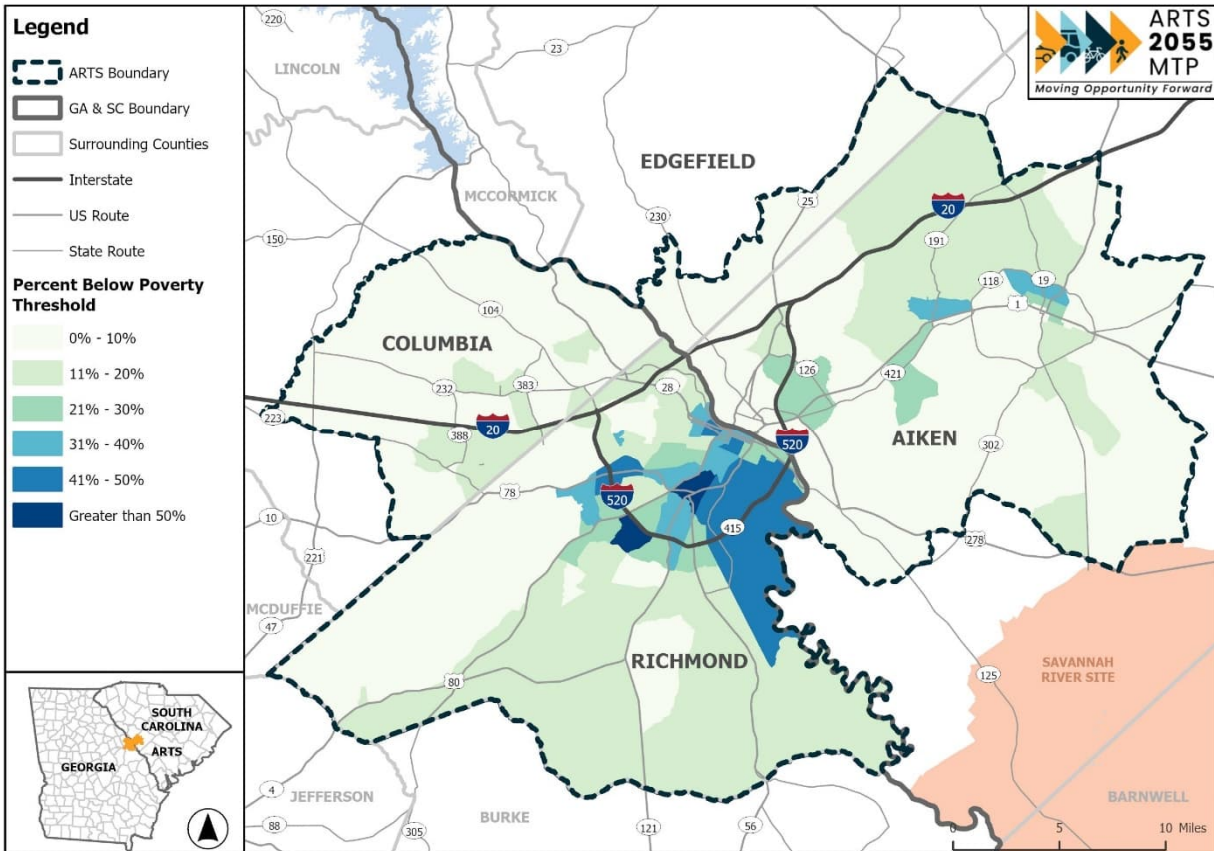 Legend
ARTS Boundary
GA & SC Boundary
Surrounding Counties
Interstate
US Route
State Route
Percent Below Poverty
Threshold
0% - 10%
11% - 20%
21% - 30%
31% - 40%
41% - 50%
Greater than 50%
SOUTH
CAROLINA
ARTS
GEORGIA
ARTS
2055
MTP
Moving Opportunity Forward
220
23
LINCOLN
EDGEFIELD
MCCORMICK
25
20
230
150
191
104
118
19
1
COLUMBIA
126
421
232
383
28
223
388
20
520
AIKEN
302
78
520
10
415
278
221
MCDUFFIE
47
RICHMOND
SAVANNAH
RIVER SITE
80
125
4
JEFFERSON
BURKE
BARNWELL
88
305
121
56
0
5
10 Miles